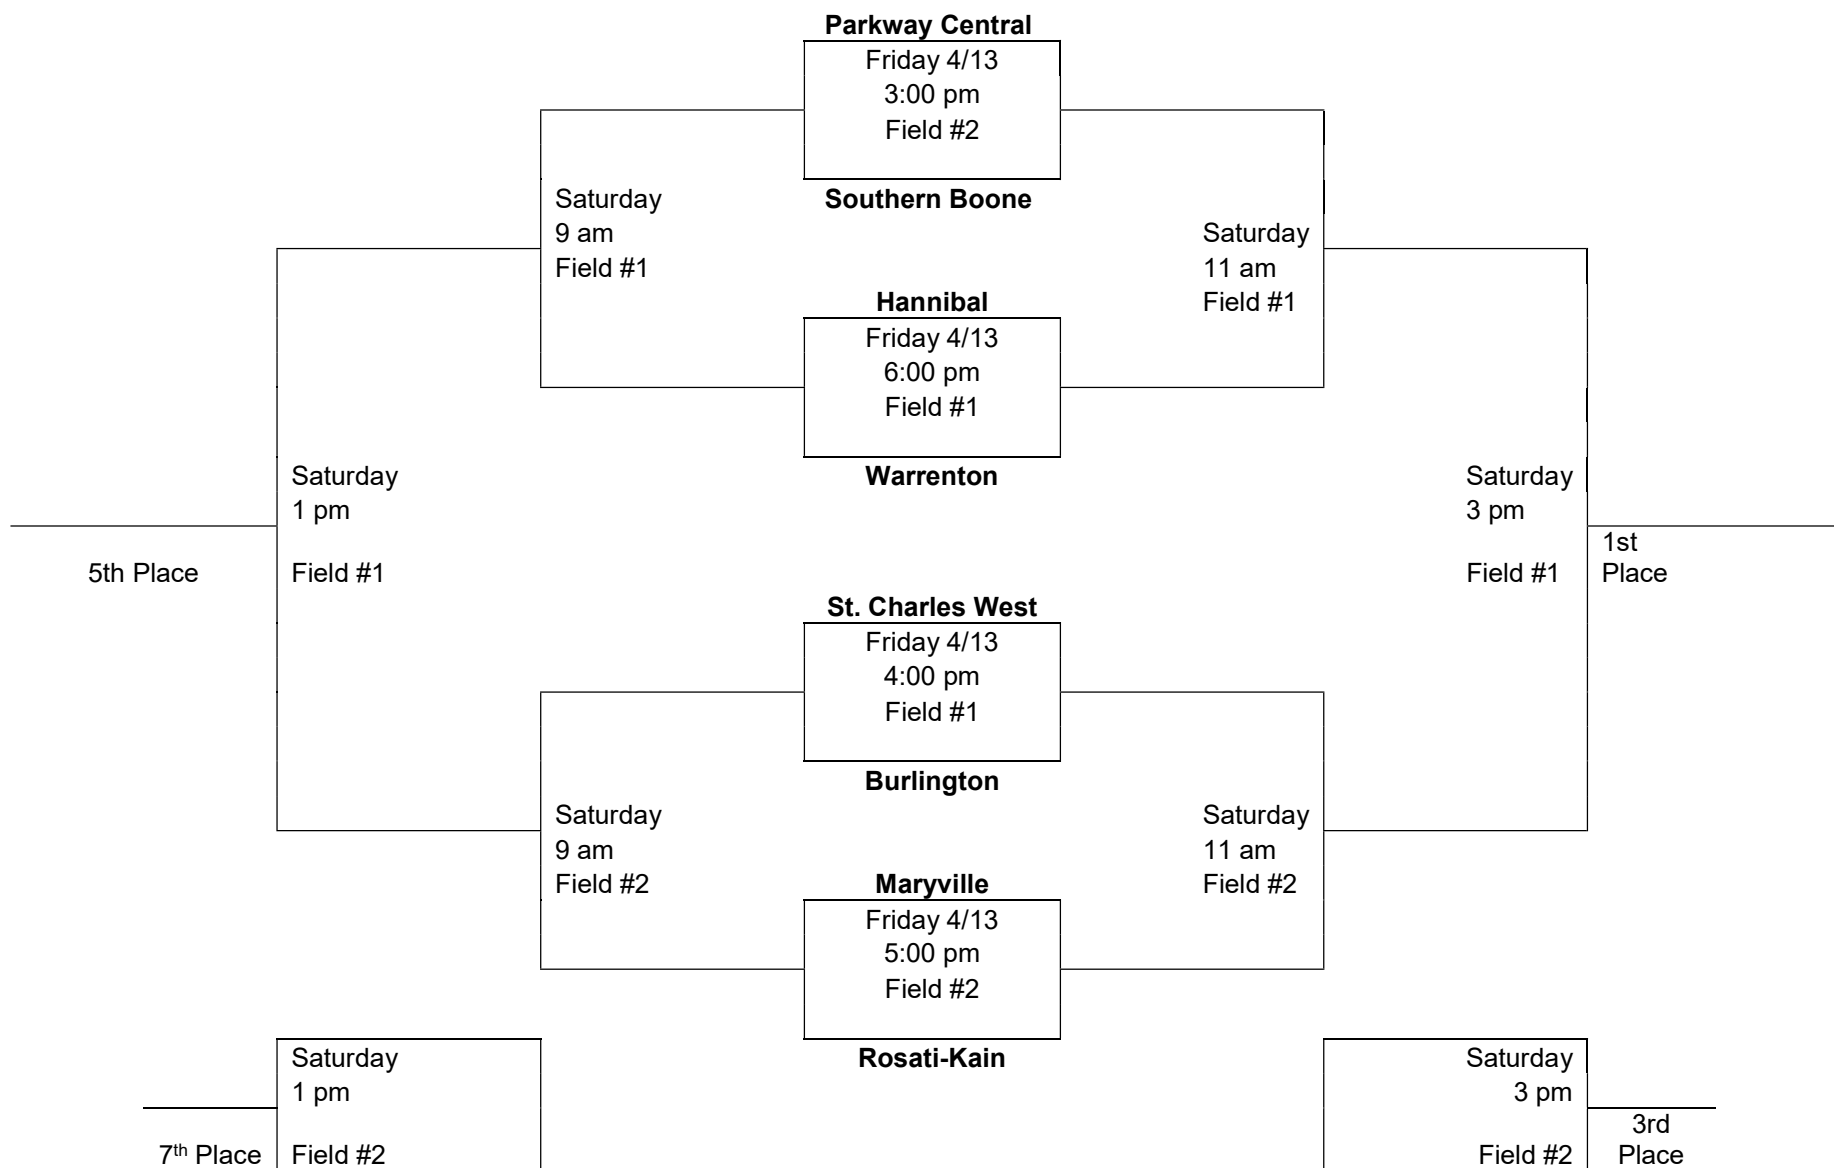 Parkway Central
Friday 4/13
3:00 pm
Field #2
Southern Boone
Saturday
9 am
Field #1
Saturday
11 am
Field #1
Hannibal
Friday 4/13
6:00 pm
Field #1
Warrenton
Saturday
1 pm
Field #1
5th Place
Saturday
3 pm
Field #1
1st
Place
St. Charles West
Friday 4/13
4:00 pm
Field #1
Burlington
Saturday
9 am
Field #2
Saturday
11 am
Field #2
Maryville
Friday 4/13
5:00 pm
Field #2
Rosati-Kain
Saturday
1 pm
Field #2
7th Place
Saturday
3 pm
Field #2
3rd
Place